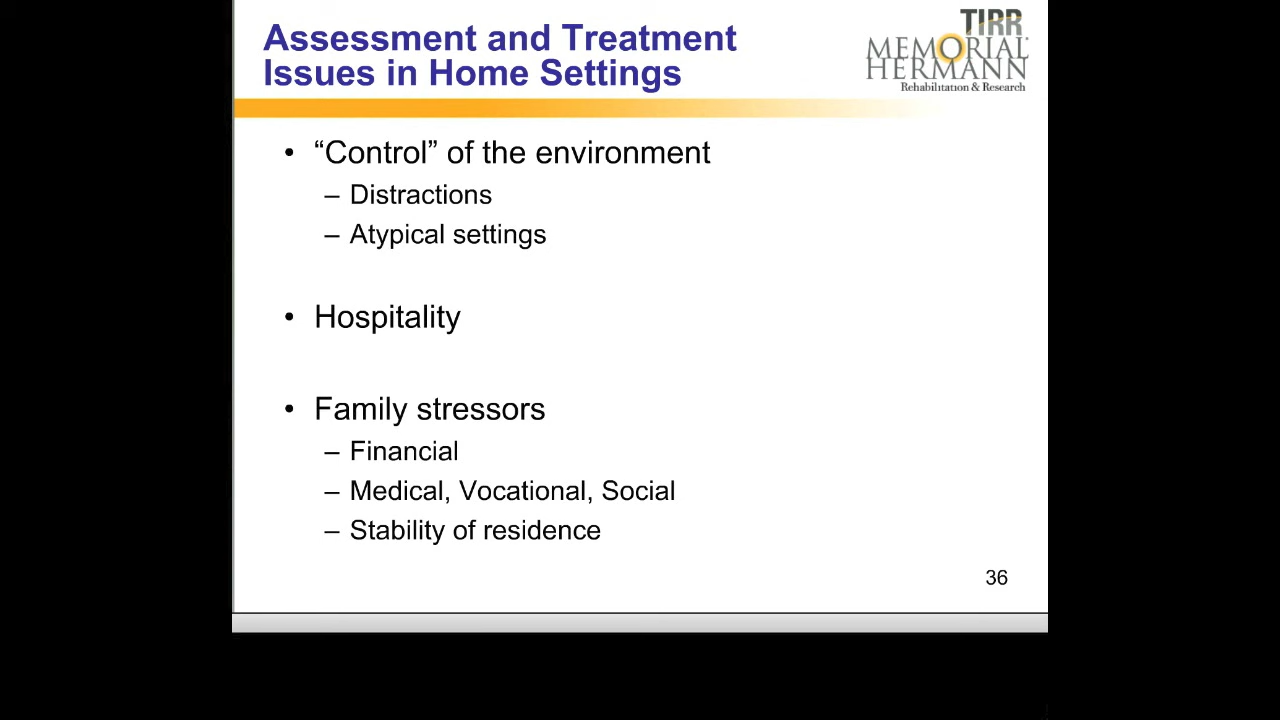 Assessment and Treatment
Issues in Home Settings
TIRR
MEMORIAL
HERMANN
Rehabilitation & Research
• “Control” of the environment
– Distractions
– Atypical settings
• Hospitality
• Family stressors
– Financial
– Medical, Vocational, Social
– Stability of residence
36